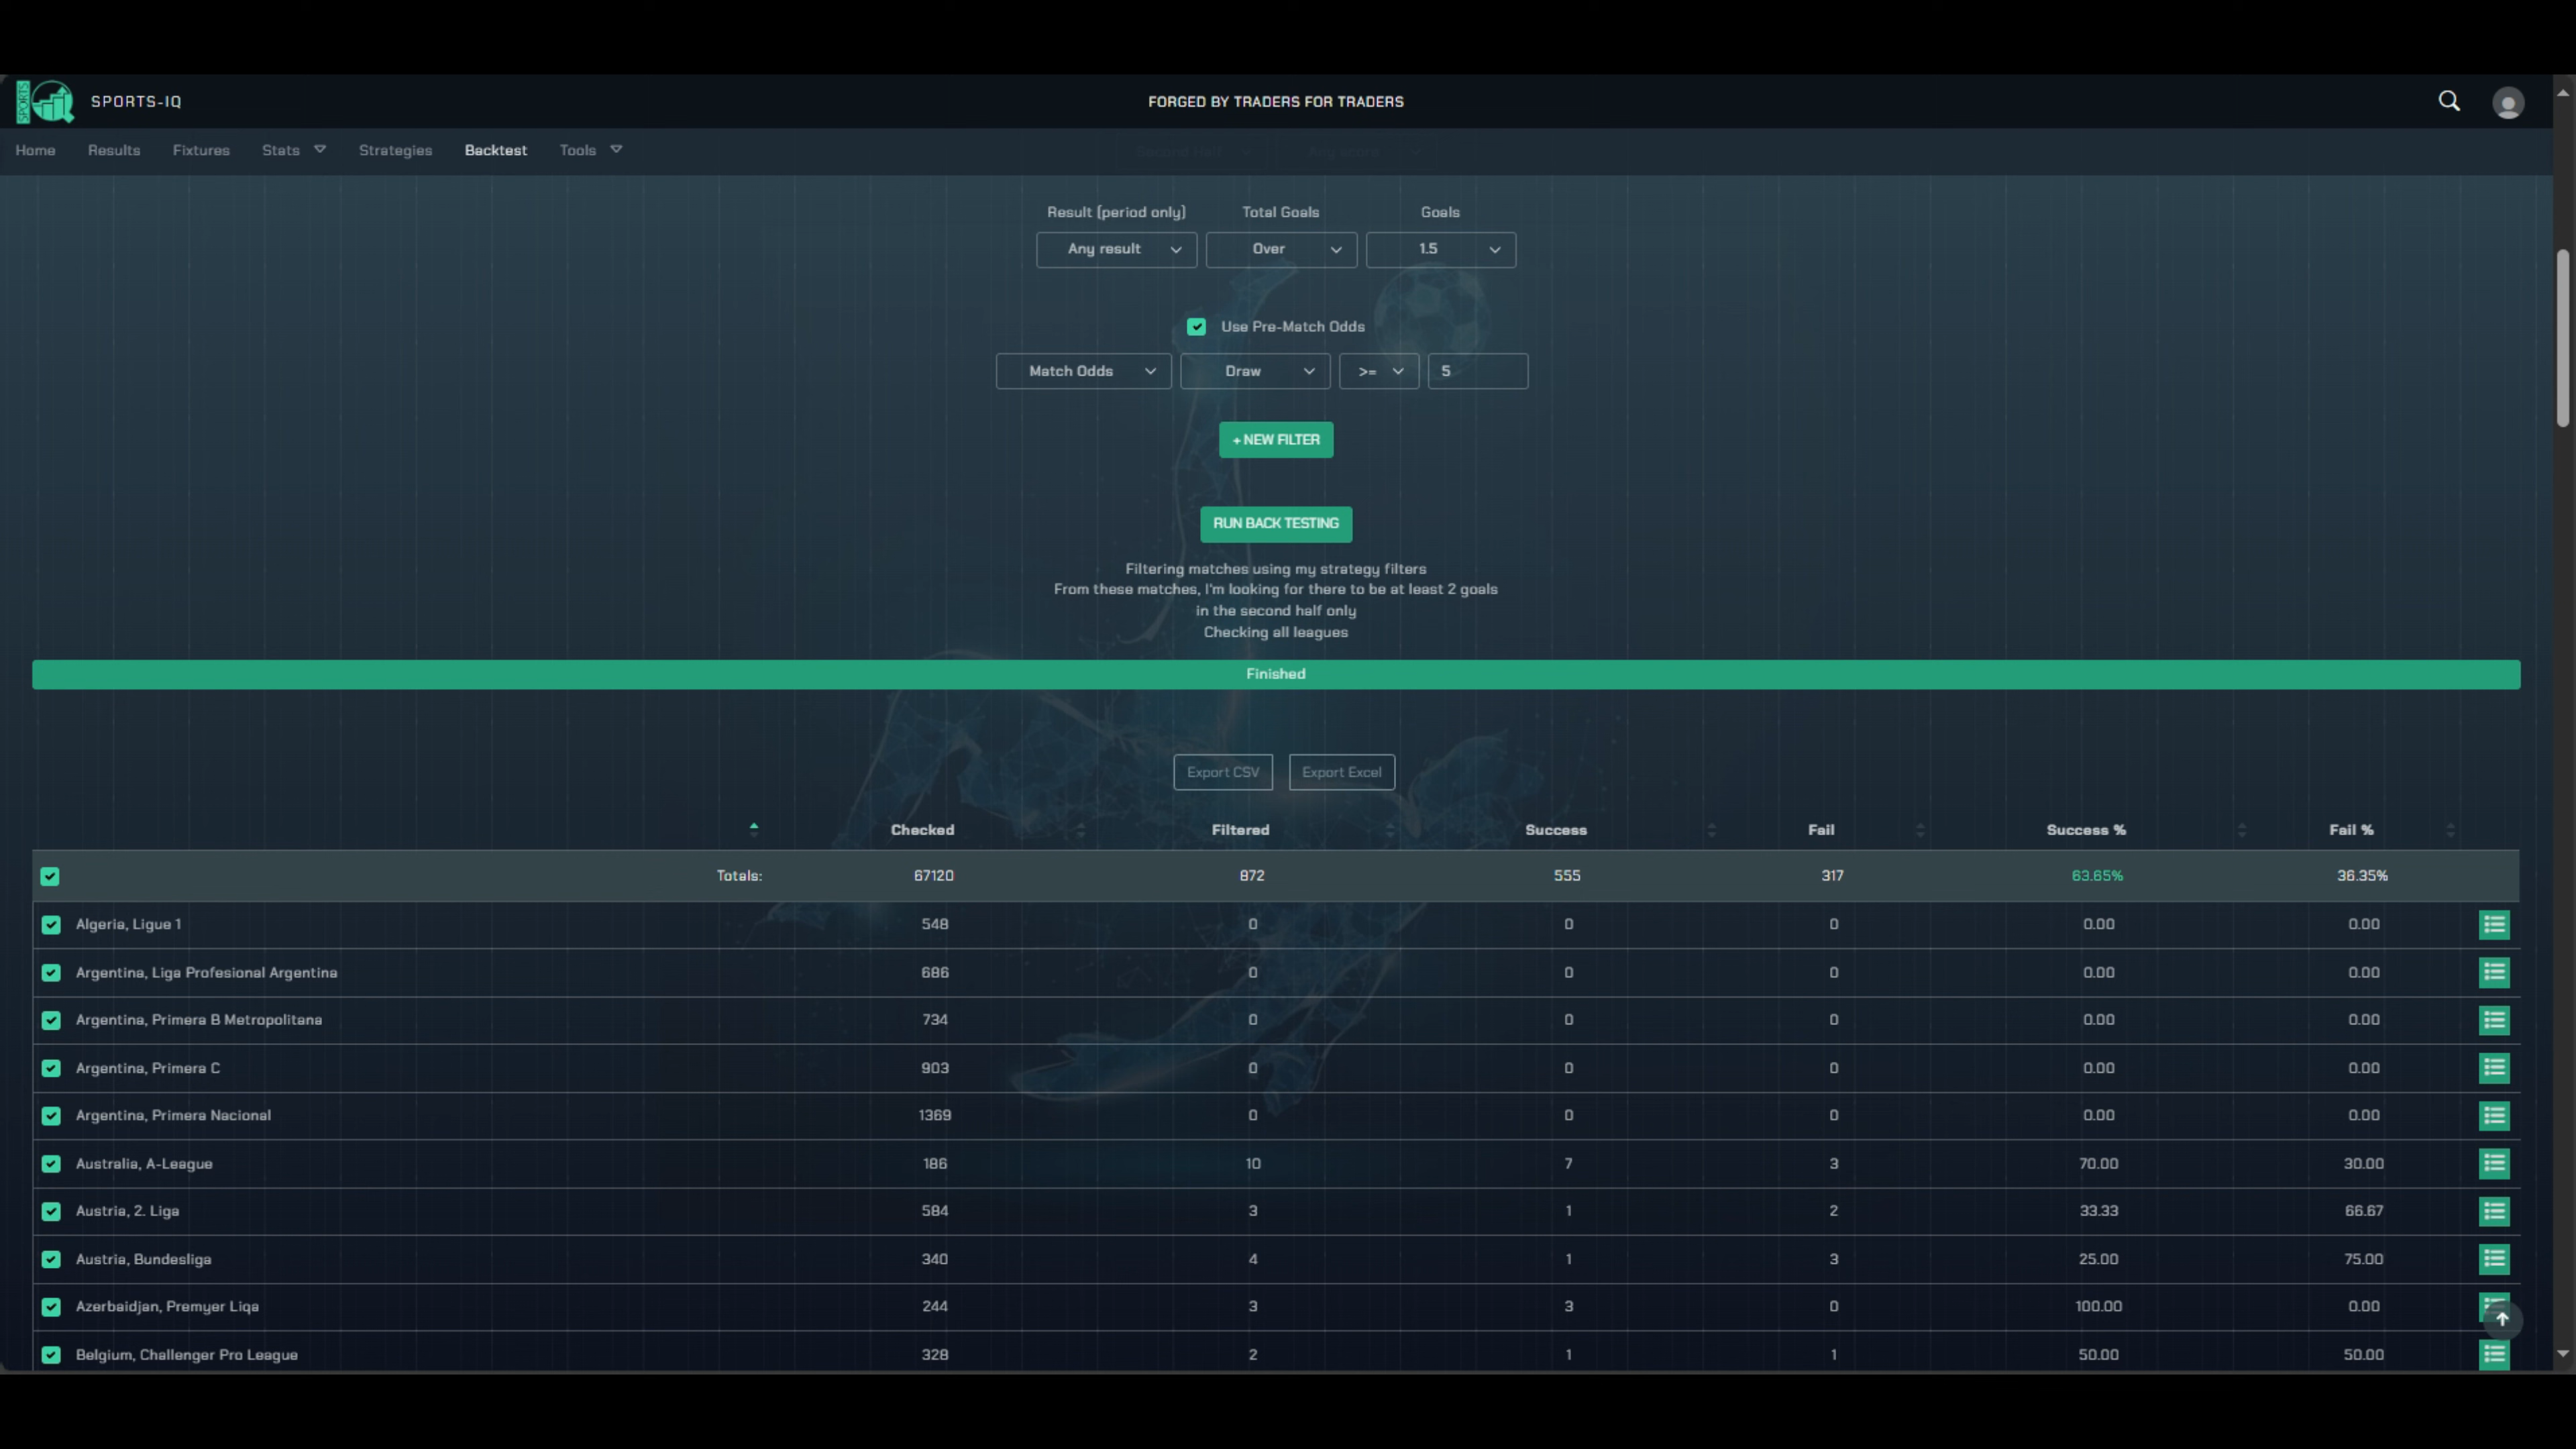 SPORTS SPORTS-IQ FORGED BY TRADERS FOR TRADERS
Home Results Fixtures Stats Strategies Backtest Tools
Result (period only) Total Goals Goals
Any result Over 1.5
Use Pre-Match Odds
Match Odds Draw >= 5
+ NEW FILTER
RUN BACK TESTING
Filtering matches using my strategy filters
From these matches, I'm looking for there to be at least 2 goals
in the second half only
Checking all leagues
Finished
Export CSV Export Excel
Checked Filtered Success Fail Success % Fail %
Totals: 67120 872 555 317 63.65% 36.35%
Algeria, Ligue 1 548 0 0 0 0.00 0.00
Argentina, Liga Profesional Argentina 686 0 0 0 0.00 0.00
Argentina, Primera B Metropolitana 734 0 0 0 0.00 0.00
Argentina, Primera C 903 0 0 0 0.00 0.00
Argentina, Primera Nacional 1369 0 0 0 0.00 0.00
Australia, A-League 186 10 7 3 70.00 30.00
Austria, 2. Liga 584 3 1 2 33.33 66.67
Austria, Bundesliga 340 4 1 3 25.00 75.00
Azerbaidjan, Premyer Liqa 244 3 3 0 100.00 0.00
Belgium, Challenger Pro League 328 2 1 1 50.00 50.00